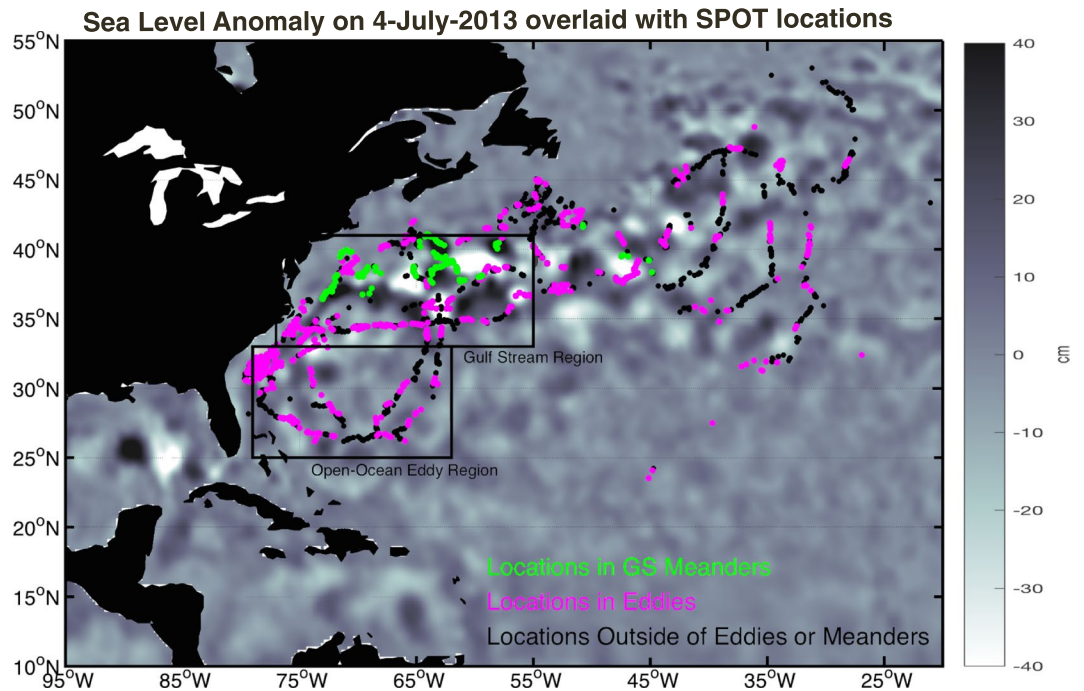 Sea Level Anomaly on 4-July-2013 overlaid with SPOT locations
55°N
50°N
45°N
40°N
35°N
30°N
25°N
20°N
15°N
10°N
Gulf Stream Region
Open-Ocean Eddy Region
Locations in GS Meanders
Locations in Eddies
Locations Outside of Eddies or Meanders
95°W 85°W 75°W 65°W 55°W 45°W 35°W 25°W
40
30
20
10
0
-10
-20
-30
-40
cm